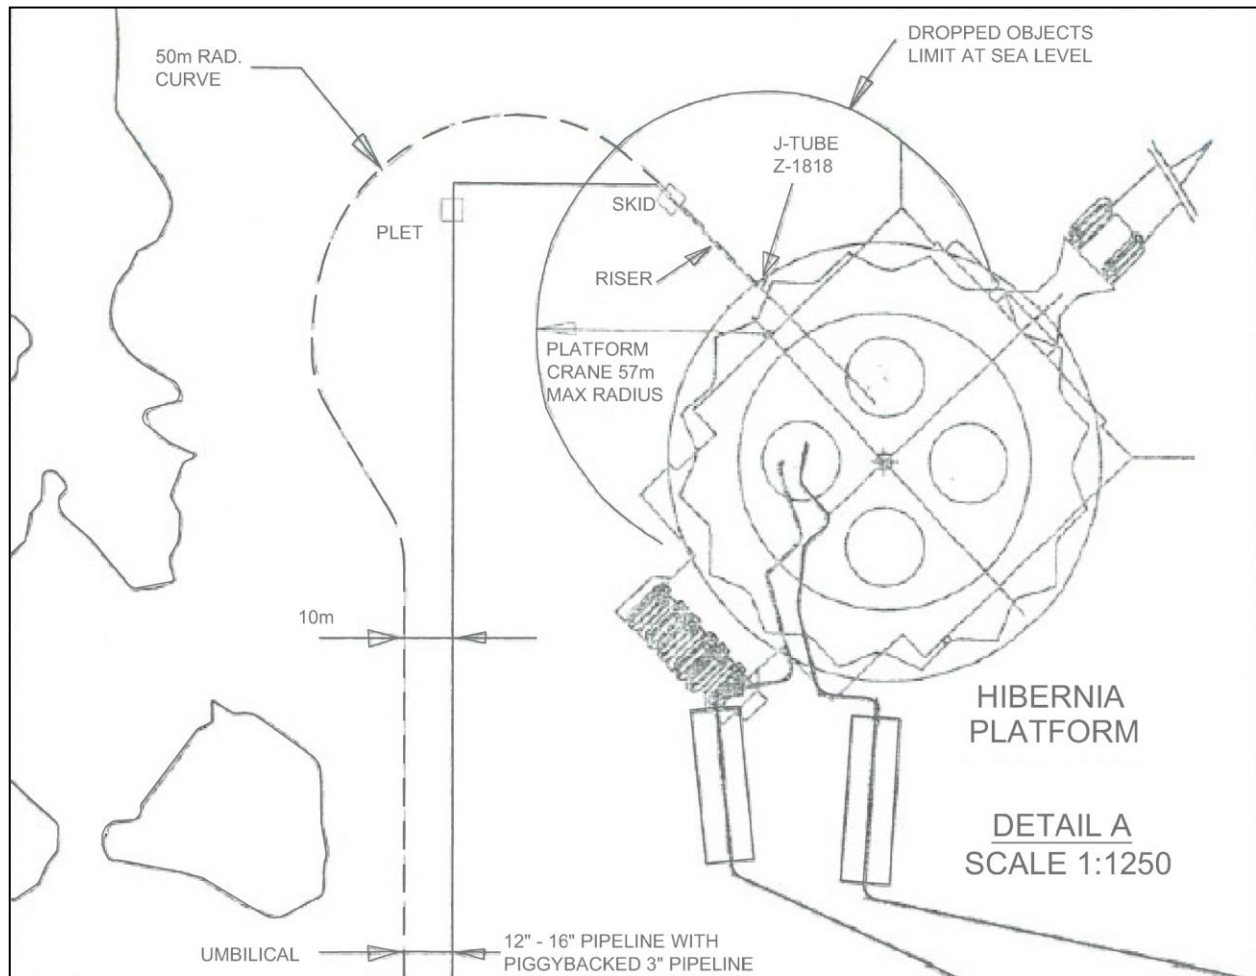 DROPPED OBJECTS
LIMIT AT SEA LEVEL
50m RAD.
CURVE
J-TUBE
Z-1818
SKID
PLET
RISER
PLATFORM
CRANE 57m
MAX RADIUS
10m
HIBERNIA
PLATFORM
DETAIL A
SCALE 1:1250
UMBILICAL
12" - 16" PIPELINE WITH
PIGGYBACKED 3" PIPELINE